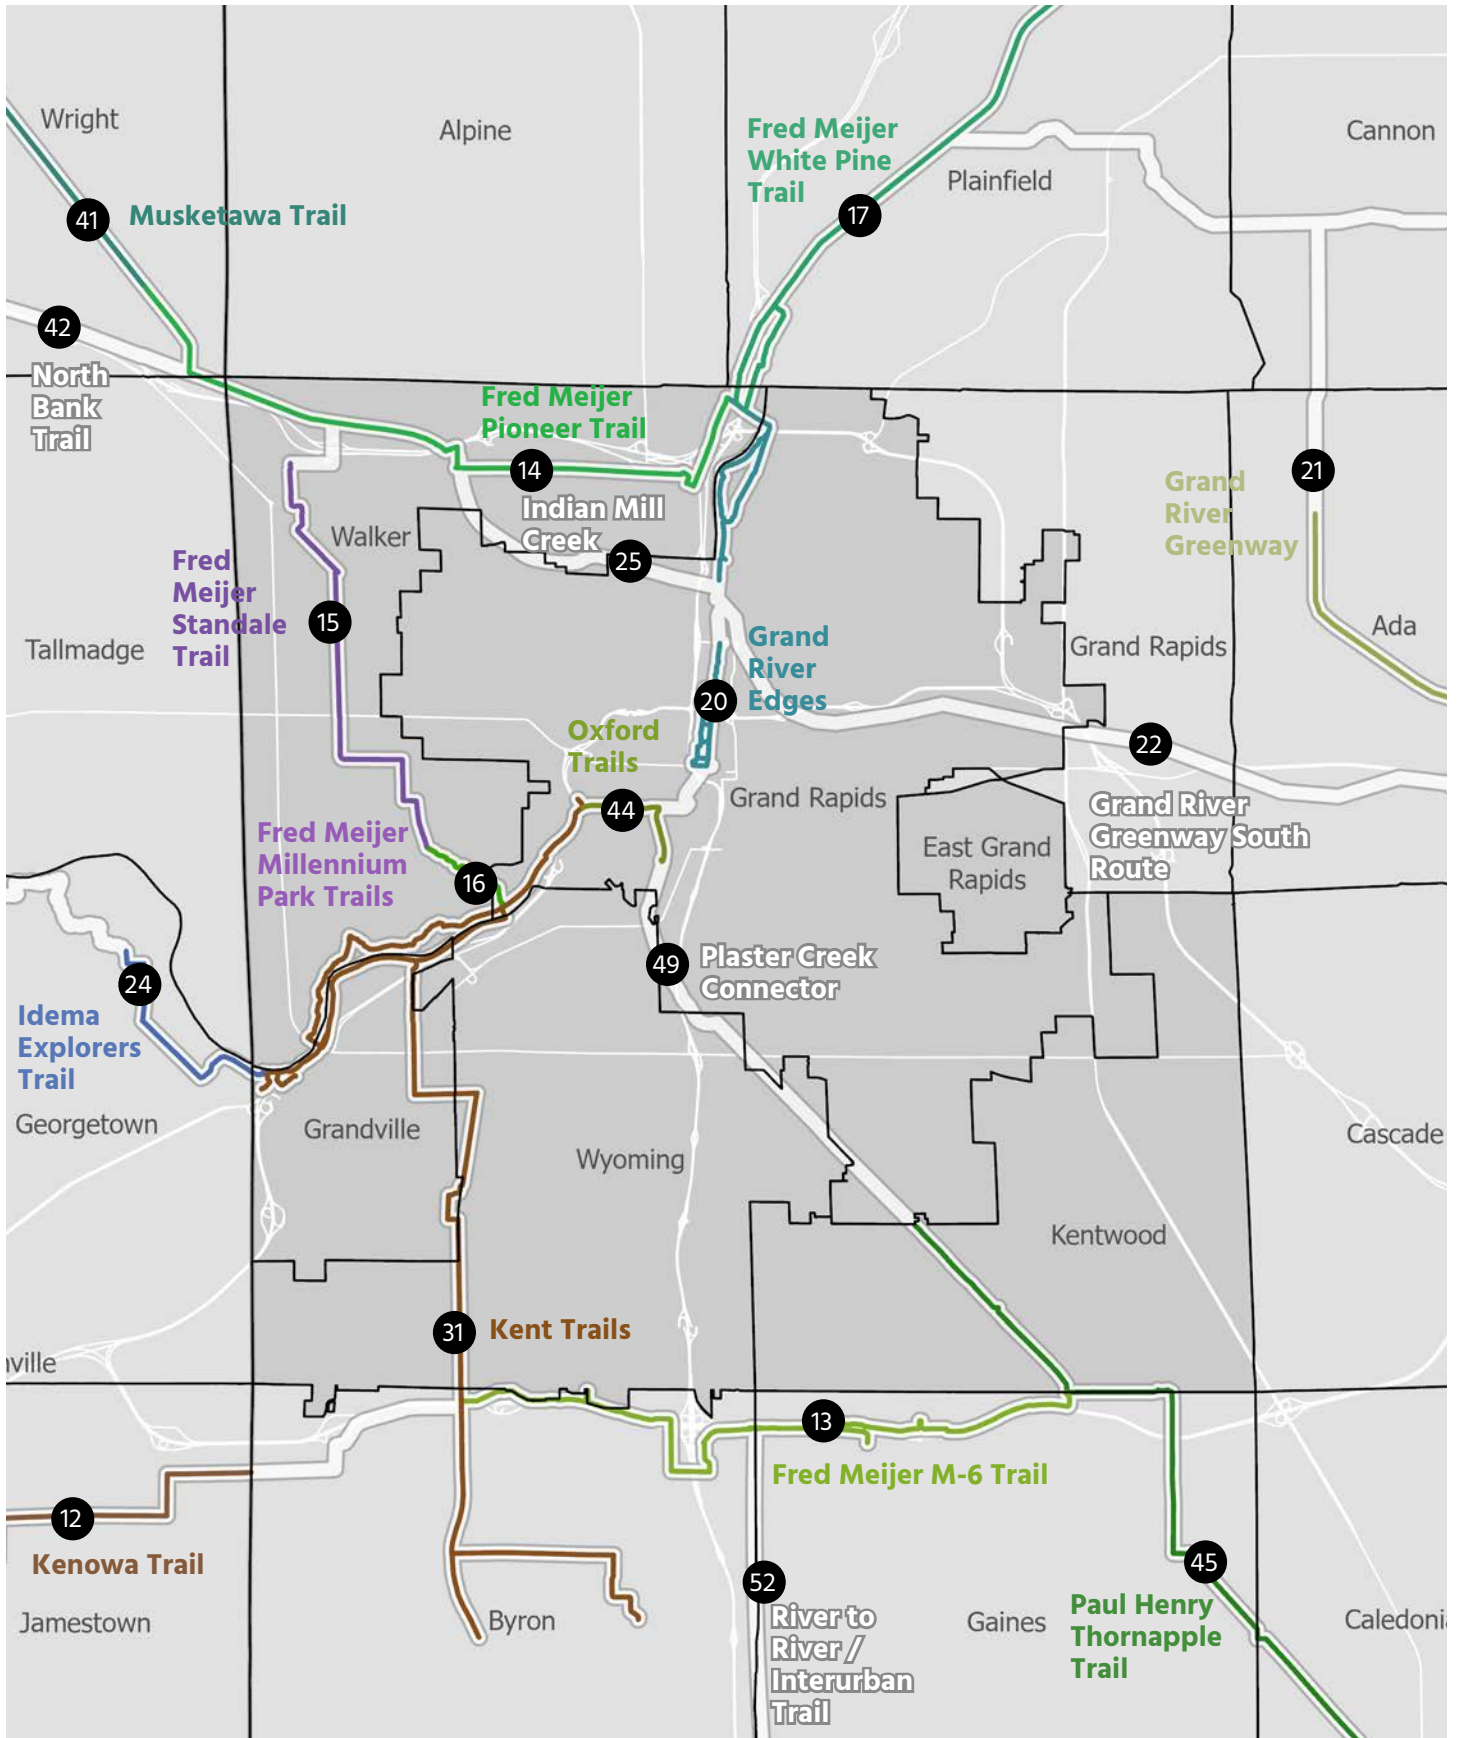 Wright
Alpine
Fred Meijer
White Pine
Trail
Cannon
Plainfield
41
Musketawa Trail
17
42
North
Bank
Trail
Fred Meijer
Pioneer Trail
14
21
Grand
River
Greenway
Indian Mill
Creek
25
Walker
Fred
Meijer
Standale
Trail
15
Tallmadge
Grand
River
Edges
20
Grand Rapids
Ada
Oxford
Trails
44
22
Grand Rapids
Grand River
Greenway South
Route
East Grand
Rapids
Fred Meijer
Millennium
Park Trails
16
49
Plaster Creek
Connector
24
Idema
Explorers
Trail
Georgetown
Grandville
Wyoming
Cascade
Kentwood
31
Kent Trails
ville
13
Fred Meijer M-6 Trail
12
Kenowa Trail
Jamestown
Byron
52
River to
River /
Interurban
Trail
Gaines
45
Paul Henry
Thornapple
Trail
Caledoni